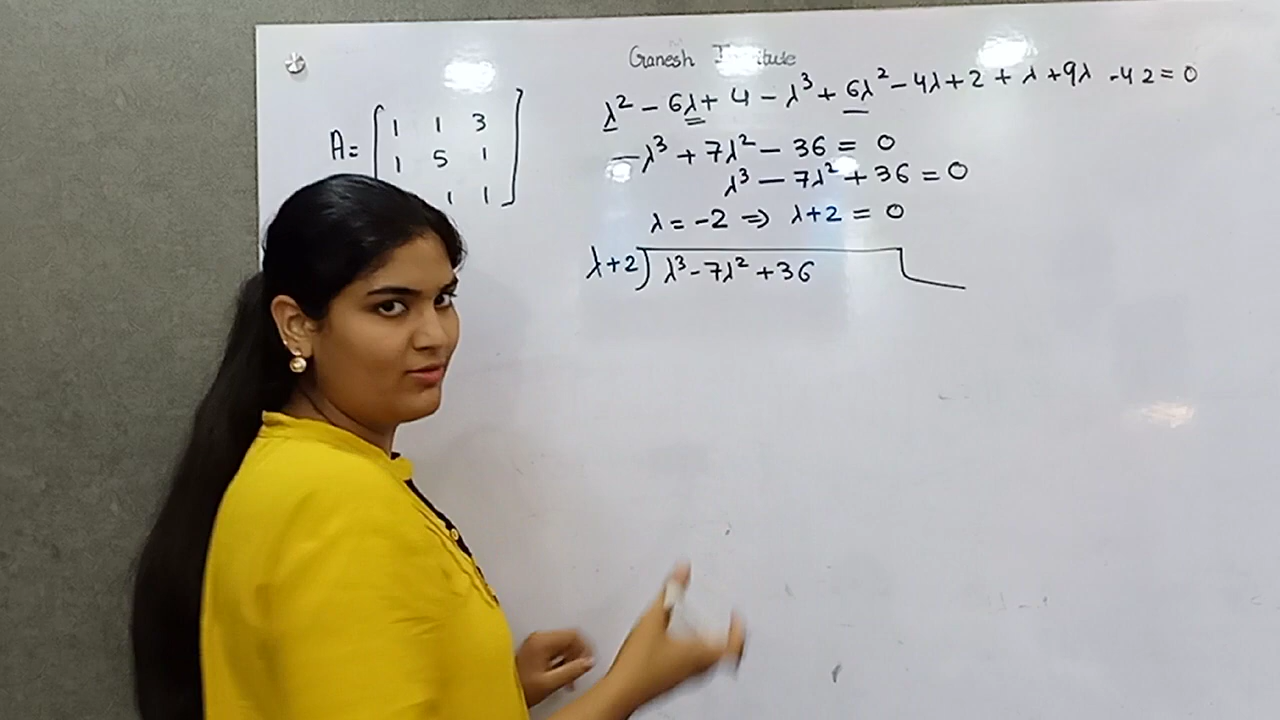 Ganesh Institute
λ² - 6λ + 4 - λ³ + 6λ² - 4λ + 2 + λ + 9λ - 42 = 0
A = [ 1 1 3
1 5 1
1 1 ]
-λ³ + 7λ² - 36 = 0
λ³ - 7λ² + 36 = 0
λ = -2 ⇒ λ+2 = 0
λ+2 ) λ³ - 7λ² + 36